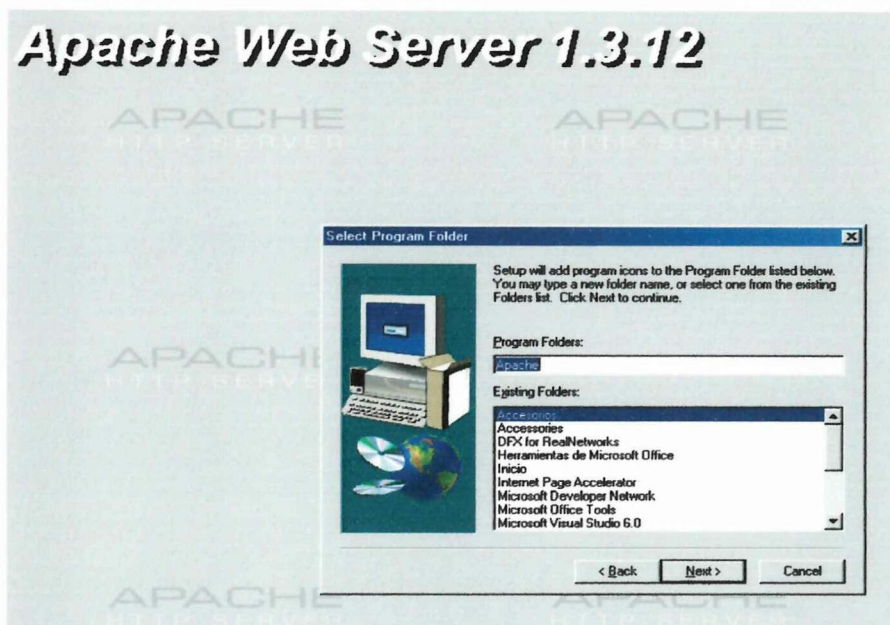 Apache Web Server 1.3.12
APACHE
HTTP SERVER
APACHE
HTTP SERVER
Select Program Folder
Setup will add program icons to the Program Folder listed below.
You may type a new folder name, or select one from the existing
Folders list. Click Next to continue.
Program Folders:
Apache
Existing Folders:
Accesorios
Accessories
DFX for RealNetworks
Herramientas de Microsoft Office
Inicio
Internet Page Accelerator
Microsoft Developer Network
Microsoft Office Tools
Microsoft Visual Studio 6.0
< Back
Next >
Cancel
APACHE